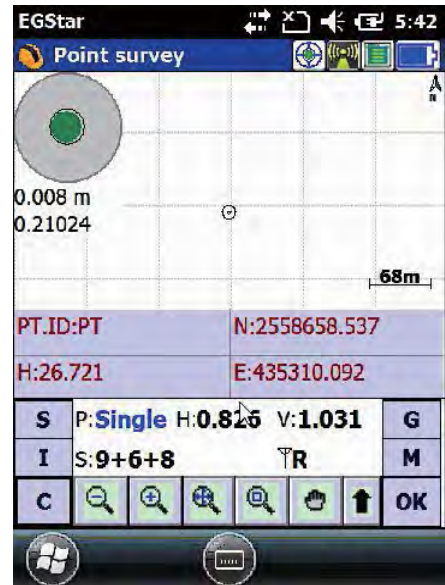 EGStar 5:42
Point survey
N
0.008 m
0.21024
68m
PT.ID:PT N:2558658.537
H:26.721 E:435310.092
S P:Single H:0.826 V:1.031 G
I S:9+6+8 R M
C OK